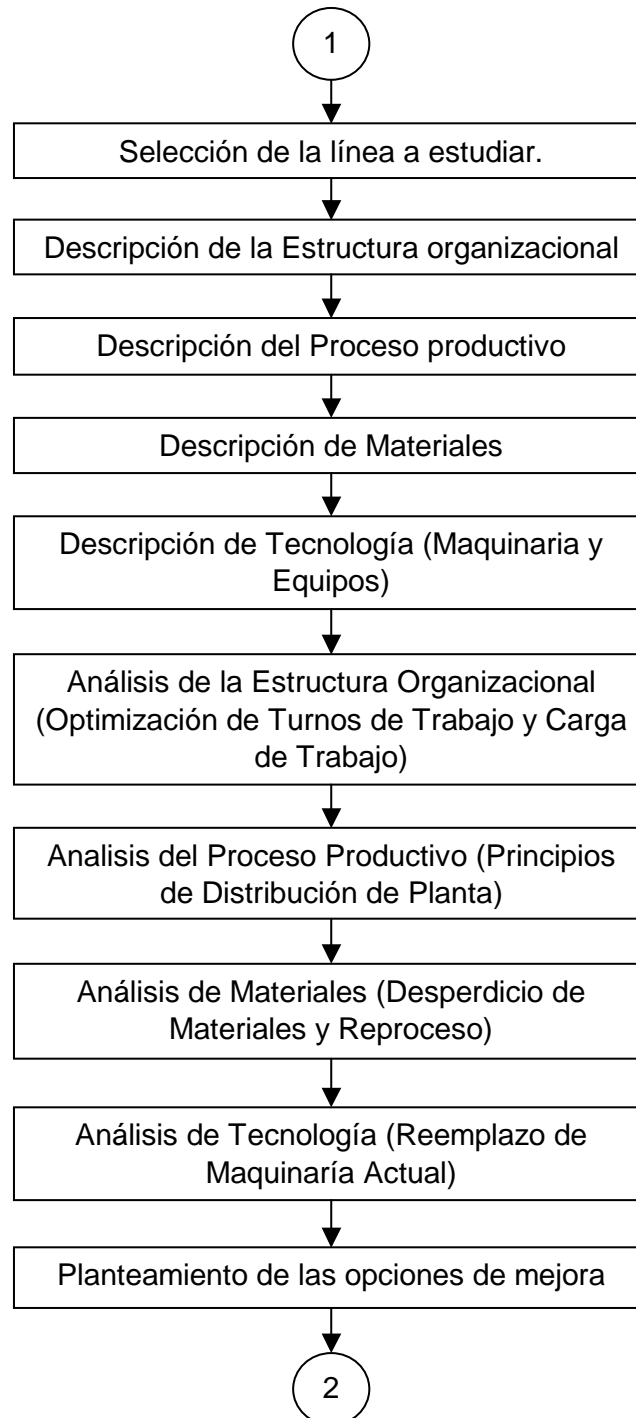 1
Selección de la línea a estudiar.
Descripción de la Estructura organizacional
Descripción del Proceso productivo
Descripción de Materiales
Descripción de Tecnología (Maquinaria y
Equipos)
Análisis de la Estructura Organizacional
(Optimización de Turnos de Trabajo y Carga
de Trabajo)
Analisis del Proceso Productivo (Principios
de Distribución de Planta)
Análisis de Materiales (Desperdicio de
Materiales y Reproceso)
Análisis de Tecnología (Reemplazo de
Maquinaría Actual)
Planteamiento de las opciones de mejora
2